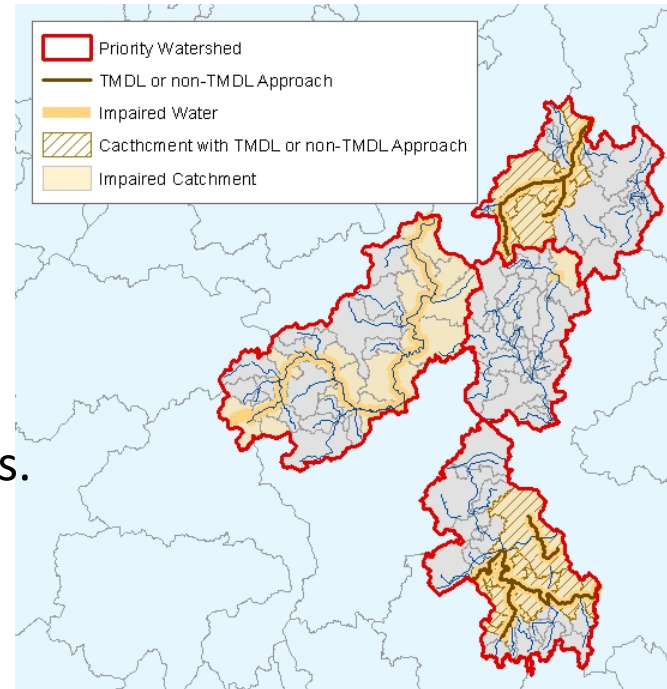 Priority Watershed
TMDL or non-TMDL Approach
Impaired Water
Cacthcment with TMDL or non-TMDL Approach
Impaired Catchment
s.